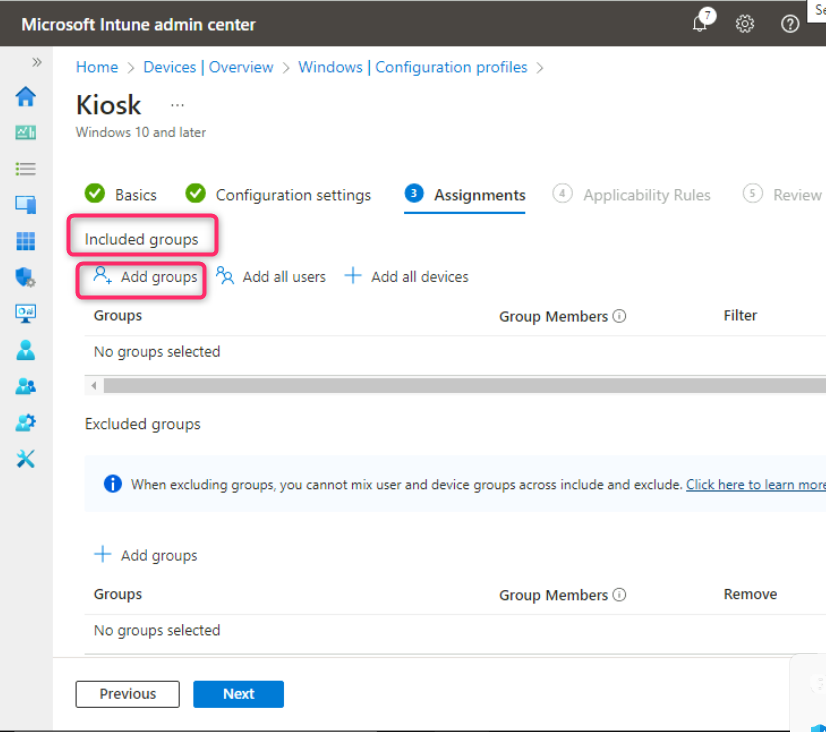 Microsoft Intune admin center
7
Home > Devices | Overview > Windows | Configuration profiles >
Kiosk ...
Windows 10 and later
Basics Configuration settings 3 Assignments 4 Applicability Rules 5 Review
Included groups
Add groups Add all users Add all devices
Groups Group Members Filter
No groups selected
Excluded groups
When excluding groups, you cannot mix user and device groups across include and exclude. Click here to learn more
Add groups
Groups Group Members Remove
No groups selected
Previous Next